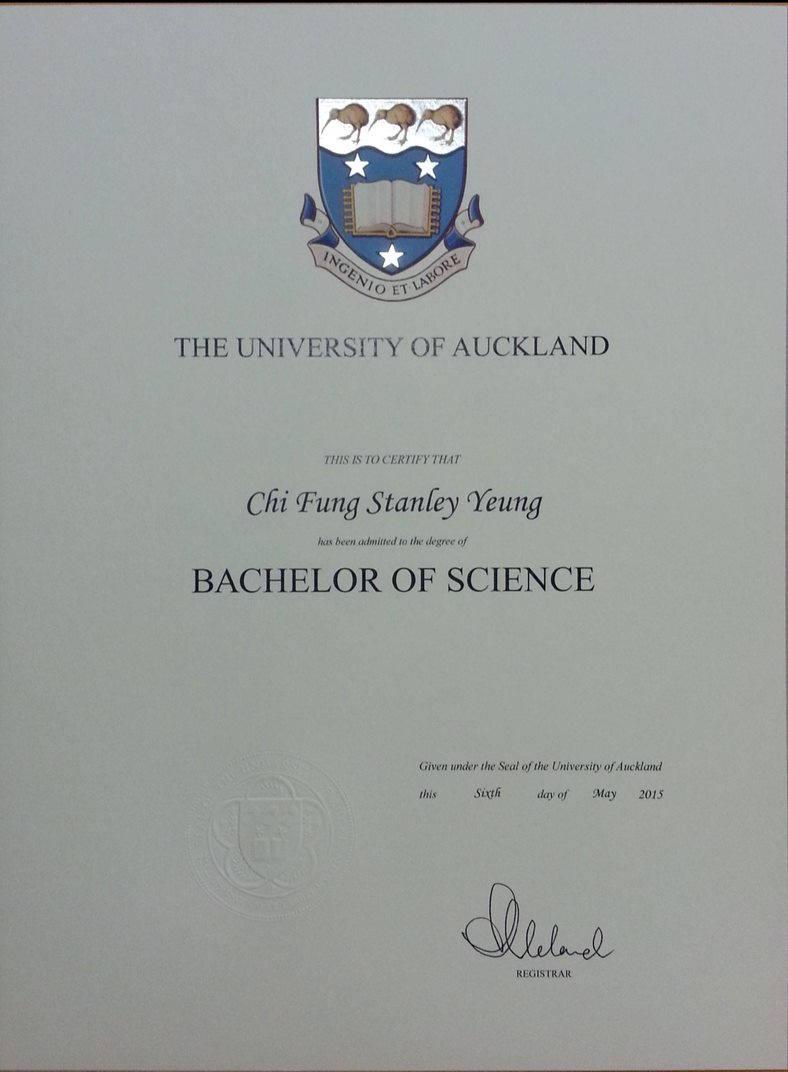 INGENIO ET LABORE
THE UNIVERSITY OF AUCKLAND
THIS IS TO CERTIFY THAT
Chi Fung Stanley Yeung
has been admitted to the degree of
BACHELOR OF SCIENCE
Given under the Seal of the University of Auckland
this Sixth day of May 2015
REGISTRAR